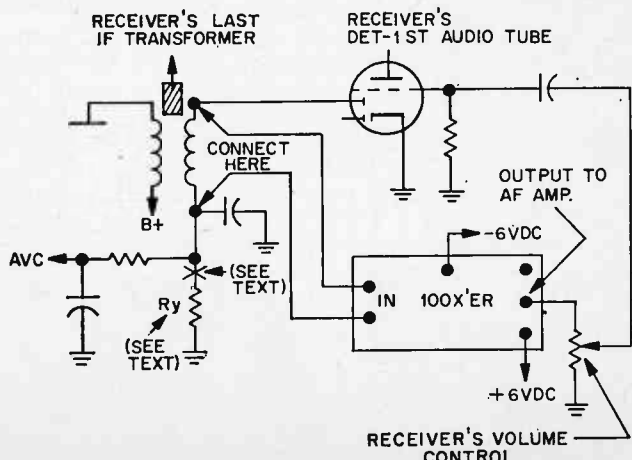 RECEIVER'S LAST
IF TRANSFORMER
RECEIVER'S
DET-1ST AUDIO TUBE
CONNECT
HERE
B+
OUTPUT TO
AF AMP.
AVC
(SEE
TEXT)
-6VDC
IN
100X'ER
Ry
(SEE
TEXT)
+6VDC
RECEIVER'S VOLUME
CONTROL